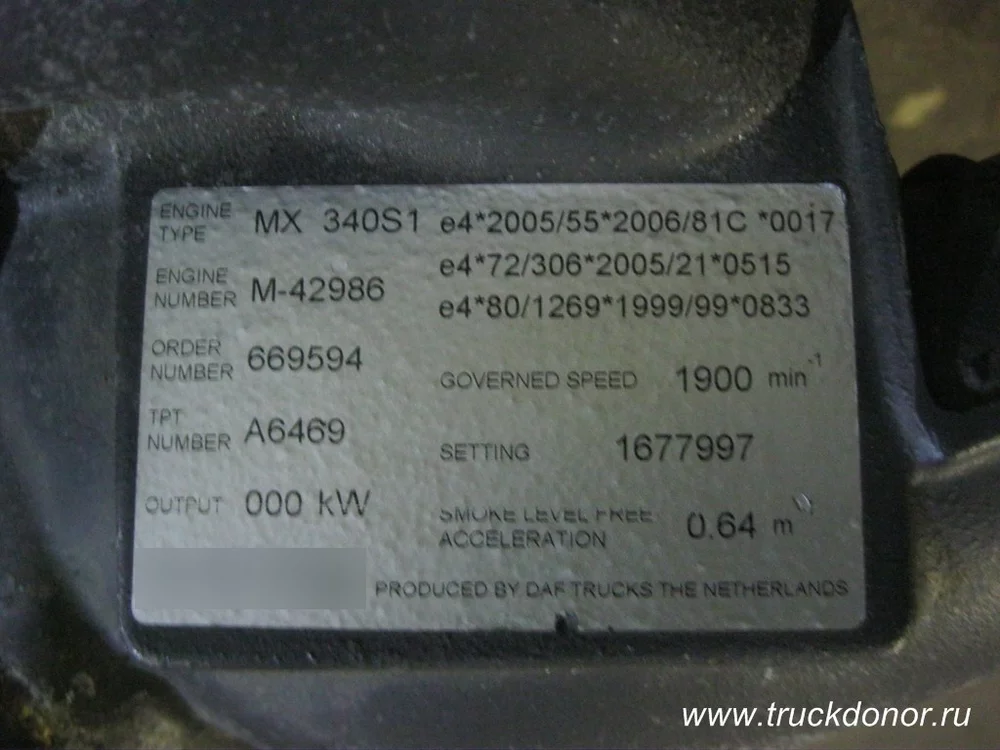 ENGINE TYPE MX 340S1 e4*2005/55*2006/81C *0017
e4*72/306*2005/21*0515
ENGINE NUMBER M-42986
e4*80/1269*1999/99*0833
ORDER NUMBER 669594
GOVERNED SPEED 1900 min-1
TPT NUMBER A6469
SETTING 1677997
OUTPUT 000 kW
SMOKE LEVEL FREE ACCELERATION 0.64 m
PRODUCED BY DAF TRUCKS THE NETHERLANDS
www.truckdonor.ru